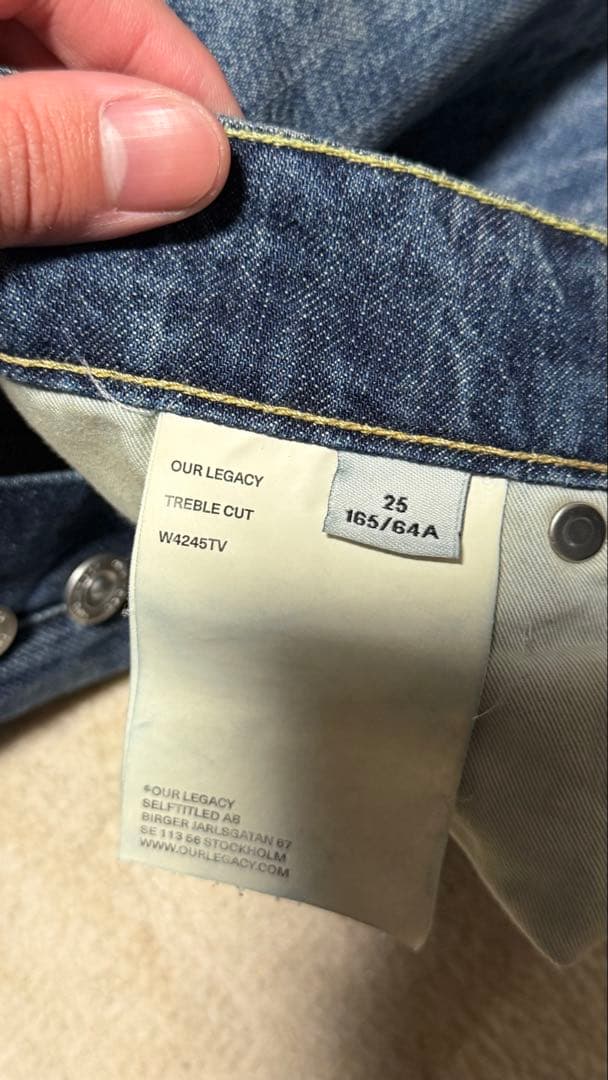 OUR LEGACY
TREBLE CUT
W4245TV
25
165/64A
©OUR LEGACY
SELFTITLED AB
BIRGER JARLSGATAN 67
SE 113 56 STOCKHOLM
WWW.OURLEGACY.COM